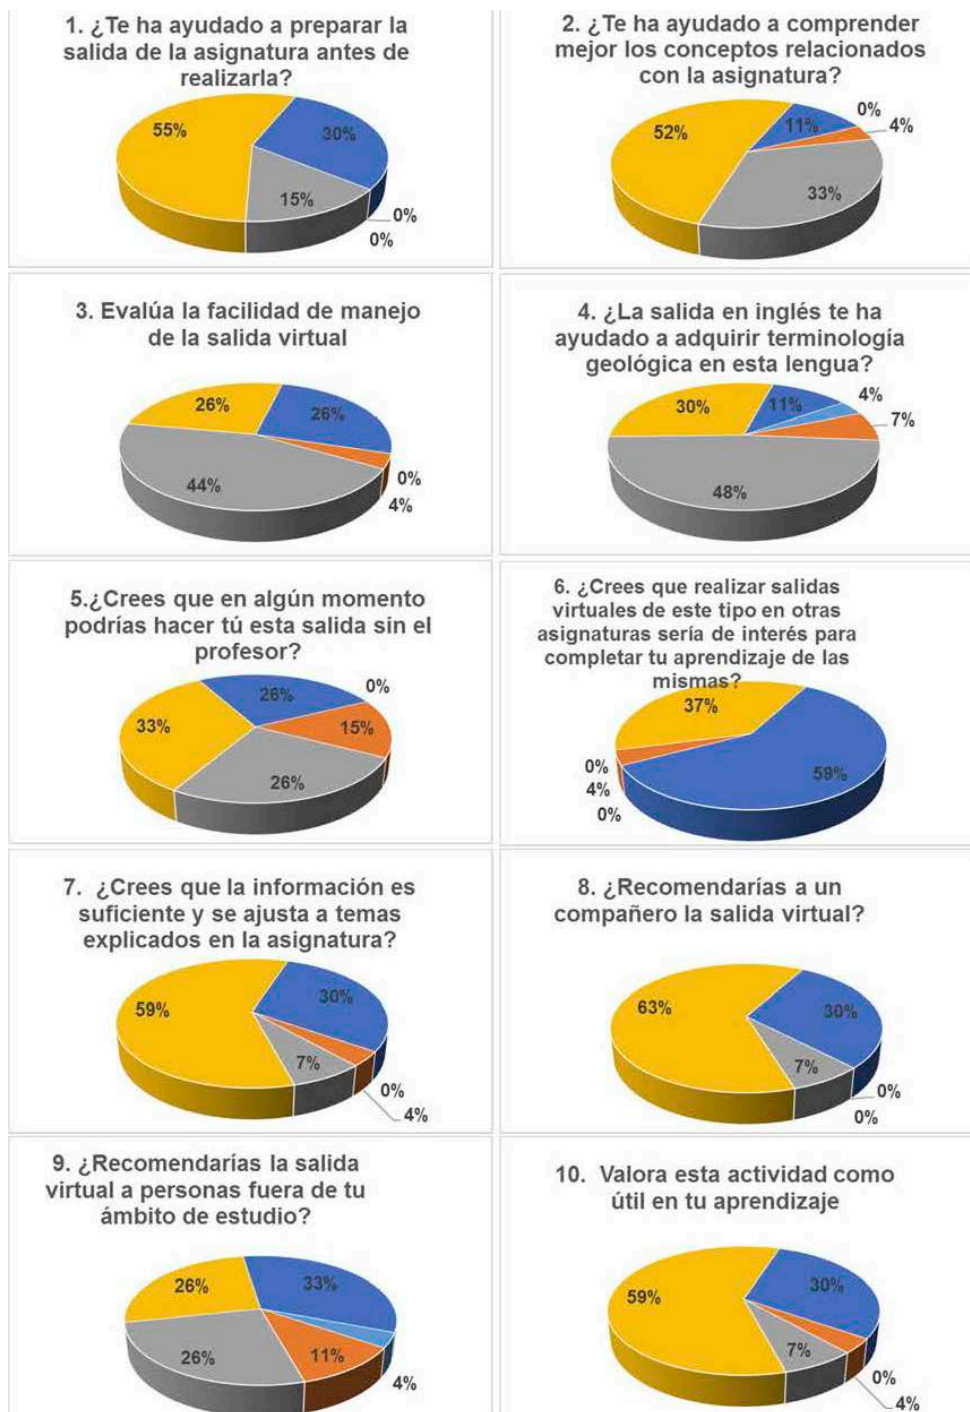 1. ¿Te ha ayudado a preparar la
salida de la asignatura antes de
realizarla?
55%
30%
15%
0%
0%
2. ¿Te ha ayudado a comprender
mejor los conceptos relacionados
con la asignatura?
0%
11%
4%
52%
33%
3. Evalúa la facilidad de manejo
de la salida virtual
26%
26%
0%
44%
4%
4. ¿La salida en inglés te ha
ayudado a adquirir terminología
geológica en esta lengua?
4%
30%
11%
7%
48%
5.¿Crees que en algún momento
podrías hacer tú esta salida sin el
profesor?
26%
0%
33%
15%
26%
6. ¿Crees que realizar salidas
virtuales de este tipo en otras
asignaturas sería de interés para
completar tu aprendizaje de las
mismas?
37%
0%
59%
4%
0%
7. ¿Crees que la información es
suficiente y se ajusta a temas
explicados en la asignatura?
59%
30%
7%
0%
4%
8. ¿Recomendarías a un
compañero la salida virtual?
63%
30%
7%
0%
0%
9. ¿Recomendarías la salida
virtual a personas fuera de tu
ámbito de estudio?
26%
33%
26%
11%
4%
10. Valora esta actividad como
útil en tu aprendizaje
59%
30%
7%
0%
4%